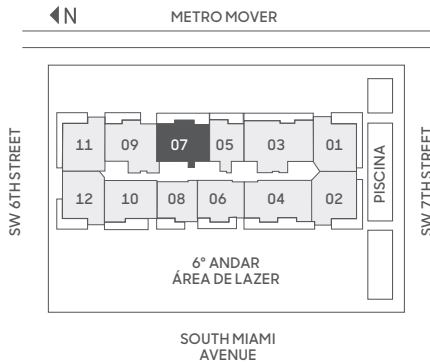 N
METRO MOVER
SW 6TH STREET
11
09
07
05
03
01
12
10
08
06
04
02
PISCINA
SW 7TH STREET
6º ANDAR
ÁREA DE LAZER
SOUTH MIAMI
AVENUE